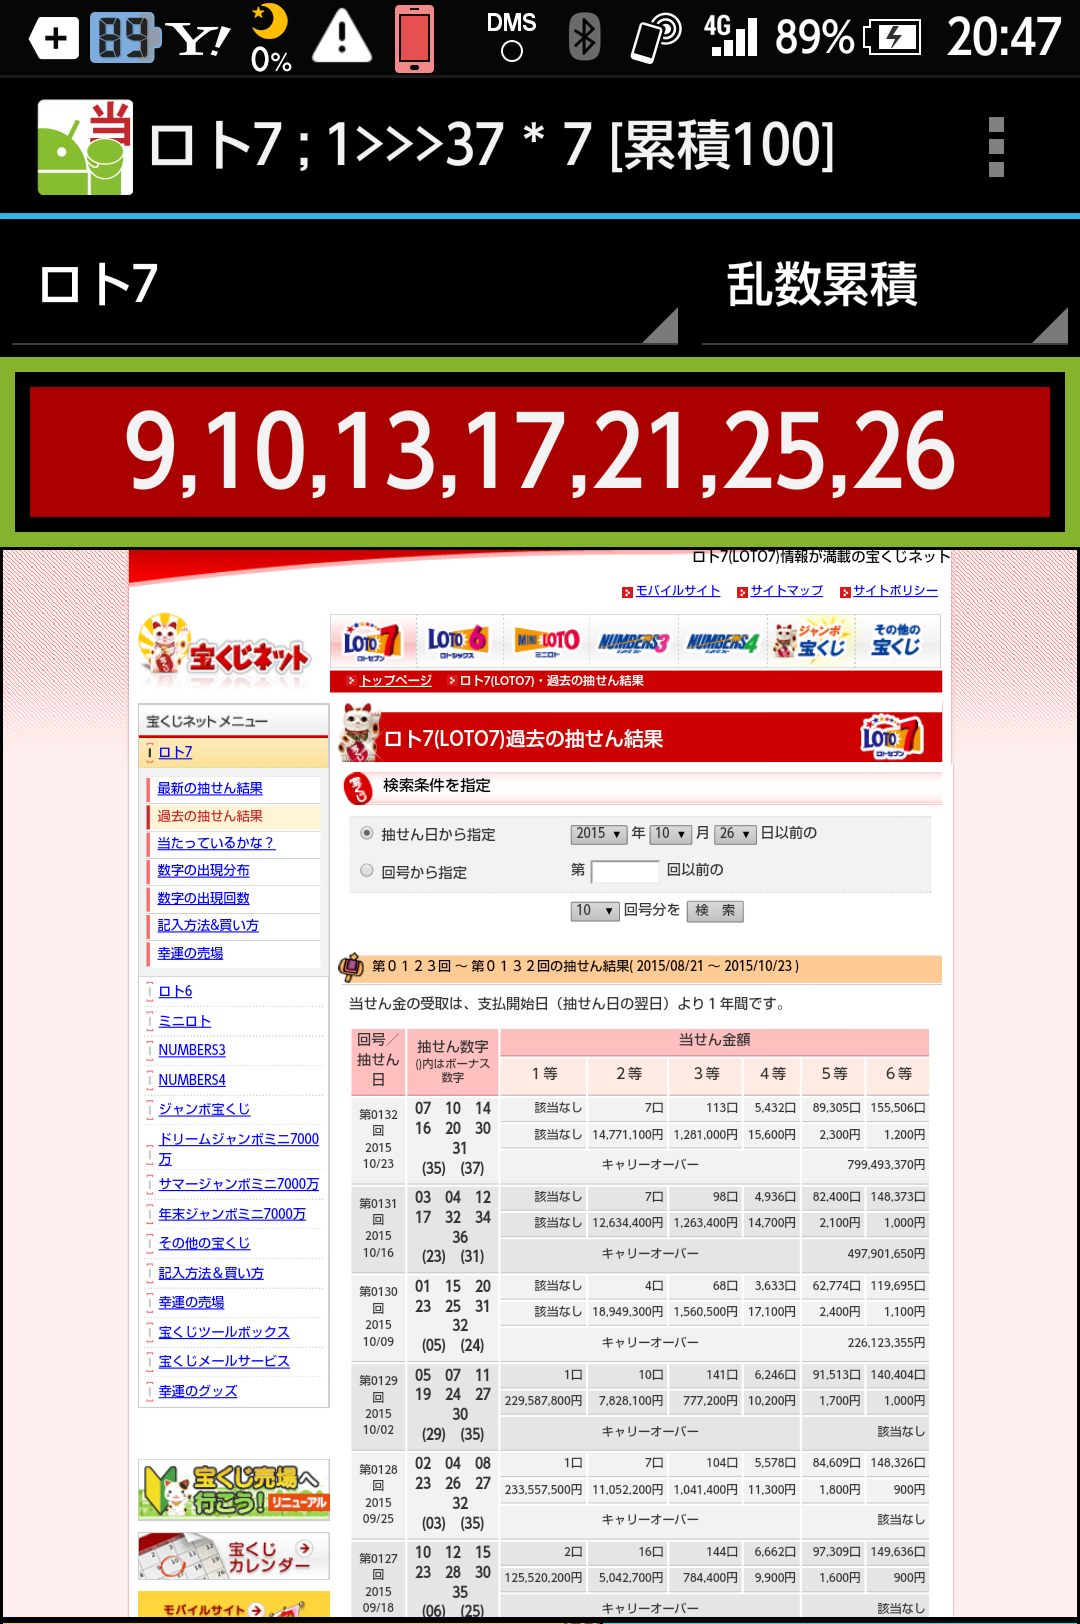 89 Y! 0% DMS 4G 89% 20:47
当 ロト7 ; 1>>>37 * 7 [累積100]
ロト7 乱数累積
9,10,13,17,21,25,26
ロト7(LOTO7)情報が満載の宝くじネット
モバイルサイト サイトマップ サイトポリシー
宝くじネット
LOTO7 ロトセブン LOTO6 ロトシックス MINI LOTO ミニロト NUMBERS3 NUMBERS4 ジャンボ宝くじ その他の宝くじ
トップページ ロト7(LOTO7)・過去の抽せん結果
宝くじネット メニュー
ロト7
最新の抽せん結果
過去の抽せん結果
当たっているかな？
数字の出現分布
数字の出現回数
記入方法&買い方
幸運の売場
ロト6
ミニロト
NUMBERS3
NUMBERS4
ジャンボ宝くじ
ドリームジャンボミニ7000
万
サマージャンボミニ7000万
年末ジャンボミニ7000万
その他の宝くじ
記入方法＆買い方
幸運の売場
宝くじツールボックス
宝くじメールサービス
幸運のグッズ
宝くじ売場へ
行こう! リニューアル
宝くじ
カレンダー
モバイルサイト
ロト7(LOTO7)過去の抽せん結果 LOTO7 ロトセブン
検索条件を指定
抽せん日から指定 2015 年 10 月 26 日以前の
回号から指定 第 回以前の
10 回号分を 検 索
第０１２３回 ～ 第０１３２回の抽せん結果( 2015/08/21 ～ 2015/10/23 )
当せん金の受取は、支払開始日（抽せん日の翌日）より１年間です。
回号／
抽せん
日
抽せん数字
()内はボーナス
数字
当せん金額
１等 ２等 ３等 ４等 ５等 ６等
第0132
回
2015
10/23
07 10 14
16 20 30
31
(35) (37)
該当なし 7口 113口 5,432口 89,305口 155,506口
該当なし 14,771,100円 1,281,000円 15,600円 2,300円 1,200円
キャリーオーバー 799,493,370円
第0131
回
2015
10/16
03 04 12
17 32 34
36
(23) (31)
該当なし 7口 98口 4,936口 82,400口 148,373口
該当なし 12,634,400円 1,263,400円 14,700円 2,100円 1,000円
キャリーオーバー 497,901,650円
第0130
回
2015
10/09
01 15 20
23 25 31
32
(05) (24)
該当なし 4口 68口 3,633口 62,774口 119,695口
該当なし 18,949,300円 1,560,500円 17,100円 2,400円 1,100円
キャリーオーバー 226,123,355円
第0129
回
2015
10/02
05 07 11
19 24 27
30
(29) (35)
1口 10口 141口 6,246口 91,513口 140,404口
229,587,800円 7,828,100円 777,200円 10,200円 1,700円 1,000円
キャリーオーバー 該当なし
第0128
回
2015
09/25
02 04 08
23 26 27
32
(03) (35)
1口 7口 104口 5,578口 84,609口 148,326口
233,557,500円 11,052,200円 1,041,400円 11,300円 1,800円 900円
キャリーオーバー 該当なし
第0127
回
2015
09/18
10 12 15
23 28 30
35
(06) (25)
2口 16口 144口 6,662口 97,309口 149,636口
125,520,200円 5,042,700円 784,400円 9,900円 1,600円 900円
キャリーオーバー 該当なし